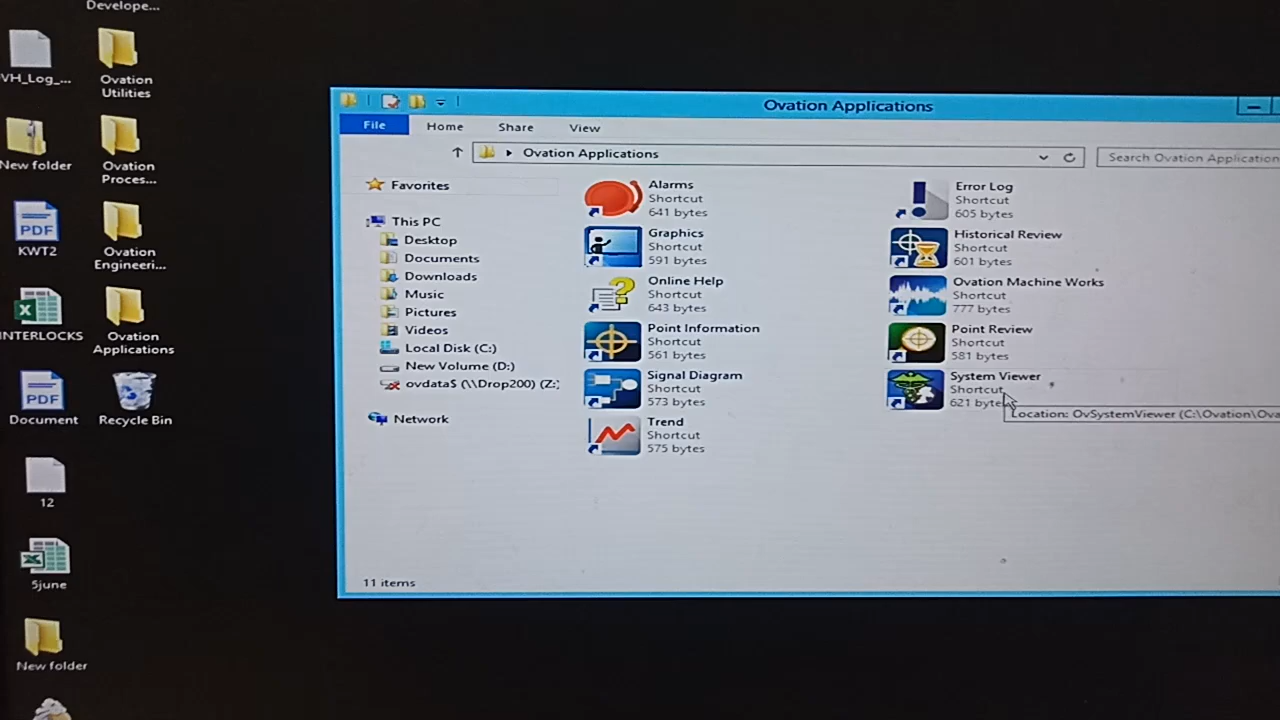 Develope...
VH_Log_...
Ovation
Utilities
New folder
Ovation
Proces...
KWT2
Ovation
Engineeri...
INTERLOCKS
Ovation
Applications
PDF
PDF
Document
Recycle Bin
12
5june
New folder
Ovation Applications
File
Home
Share
View
Ovation Applications
Search Ovation Application
Favorites
This PC
Desktop
Documents
Downloads
Music
Pictures
Videos
Local Disk (C:)
New Volume (D:)
ovdata$ (\\Drop200) (Z:)
Network
Alarms
Shortcut
641 bytes
Graphics
Shortcut
591 bytes
Online Help
Shortcut
643 bytes
Point Information
Shortcut
561 bytes
Signal Diagram
Shortcut
573 bytes
Trend
Shortcut
575 bytes
Error Log
Shortcut
605 bytes
Historical Review
Shortcut
601 bytes
Ovation Machine Works
Shortcut
777 bytes
Point Review
Shortcut
581 bytes
System Viewer
Shortcut
621 bytes
Location: OvSystemViewer (C:\Ovation\Ova
11 items